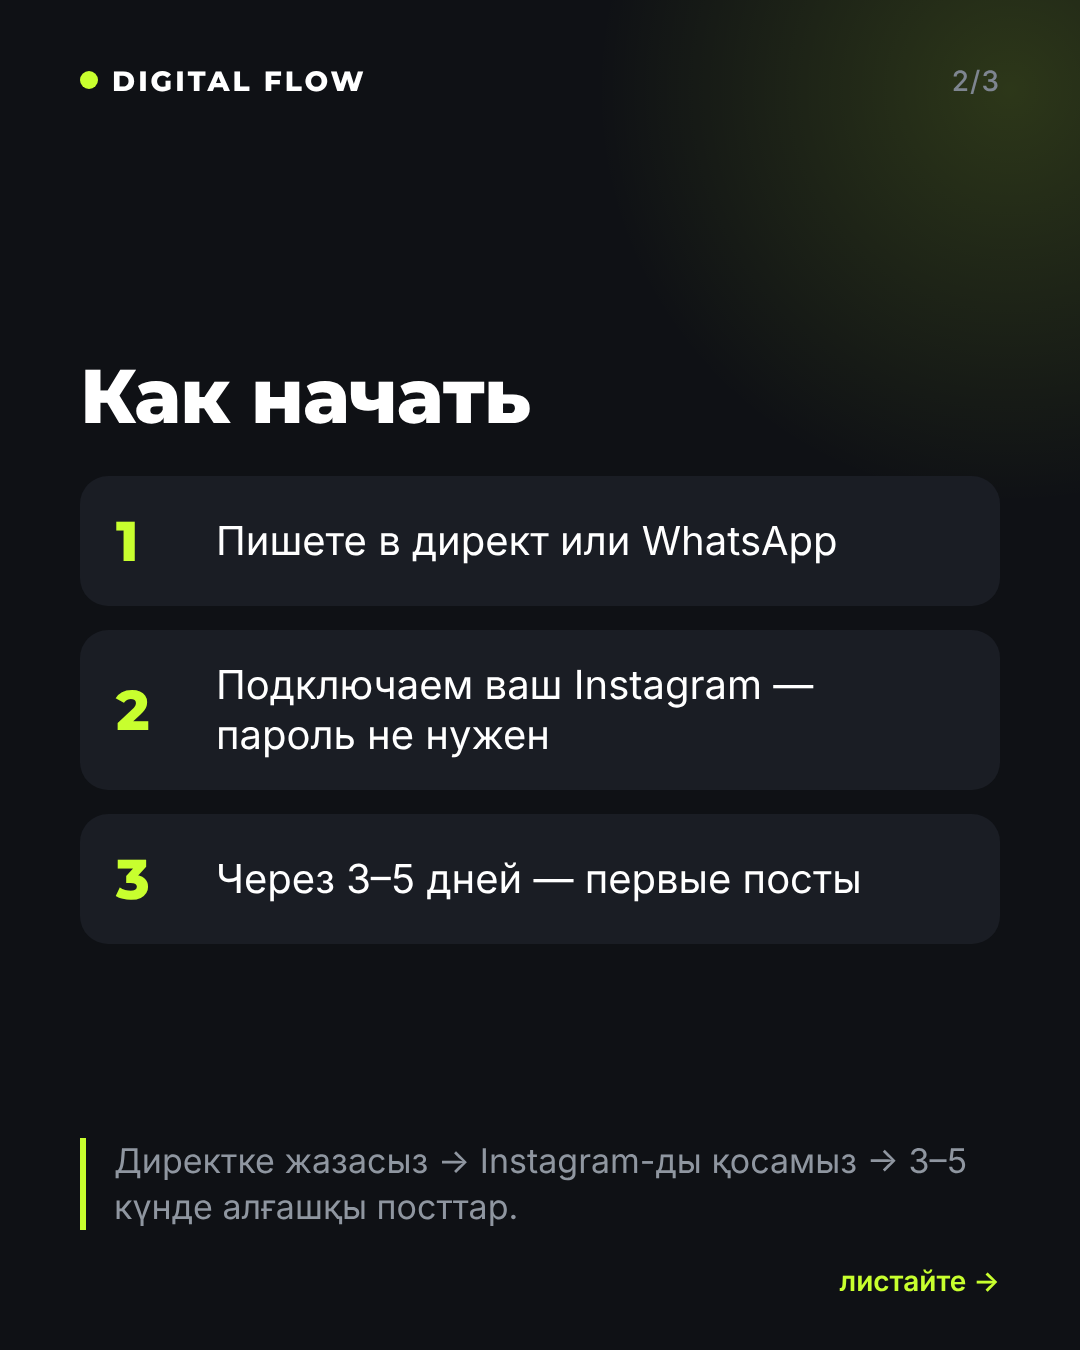 DIGITAL FLOW
2/3
Как начать
1
Пишете в директ или WhatsApp
2
Подключаем ваш Instagram —
пароль не нужен
3
Через 3–5 дней — первые посты
Директке жазасыз → Instagram-ды қосамыз → 3–5
күнде алғашқы посттар.
листайте →